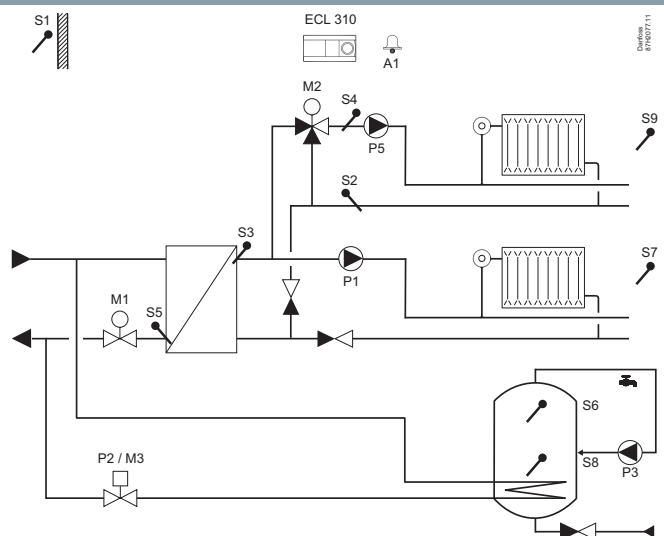 S1
ECL 310
A1
Danfoss
87H2077.11
M2
S4
P5
S9
S2
S3
P1
S7
M1
S5
S6
P2 / M3
S8
P3